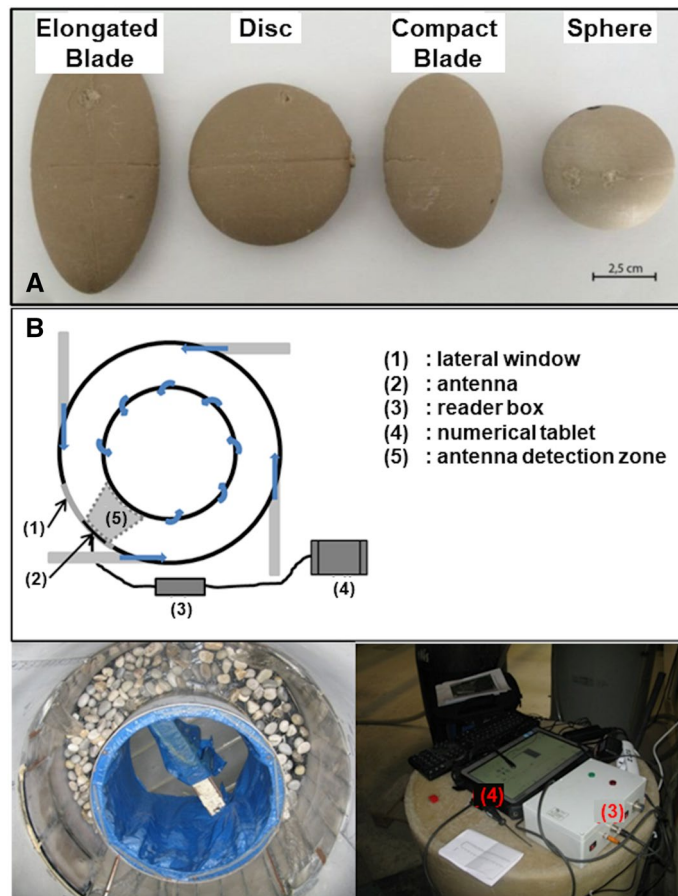 Elongated
Blade
Disc
Compact
Blade
Sphere
A
2,5 cm
B
(1) : lateral window
(2) : antenna
(3) : reader box
(4) : numerical tablet
(5) : antenna detection zone
(1)
(5)
(2)
(3)
(4)
(4)
(3)